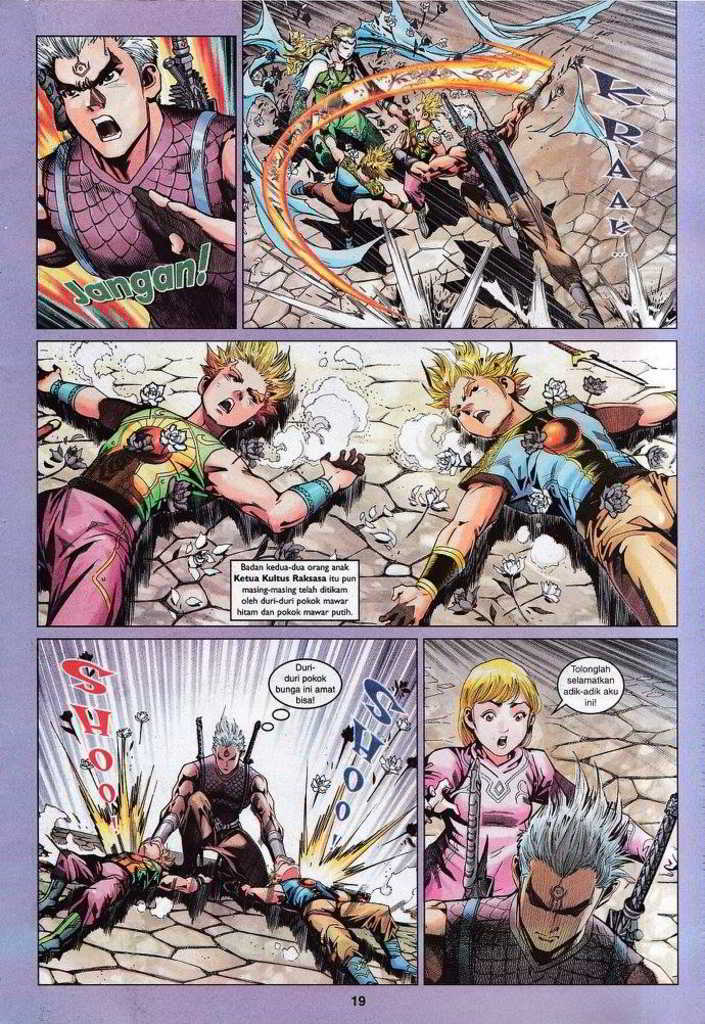 Jangan!
KRAAK...
Badan kedua-dua orang anak
Ketua Kultus Raksasa itu pun
masing-masing telah ditikam
oleh duri-duri pokok mawar
hitam dan pokok mawar putih.
SHOOO!
Duri-
duri pokok
bunga ini amat
bisa!
SHOOO!
Tolonglah
selamatkan
adik-adik aku
ini!
19